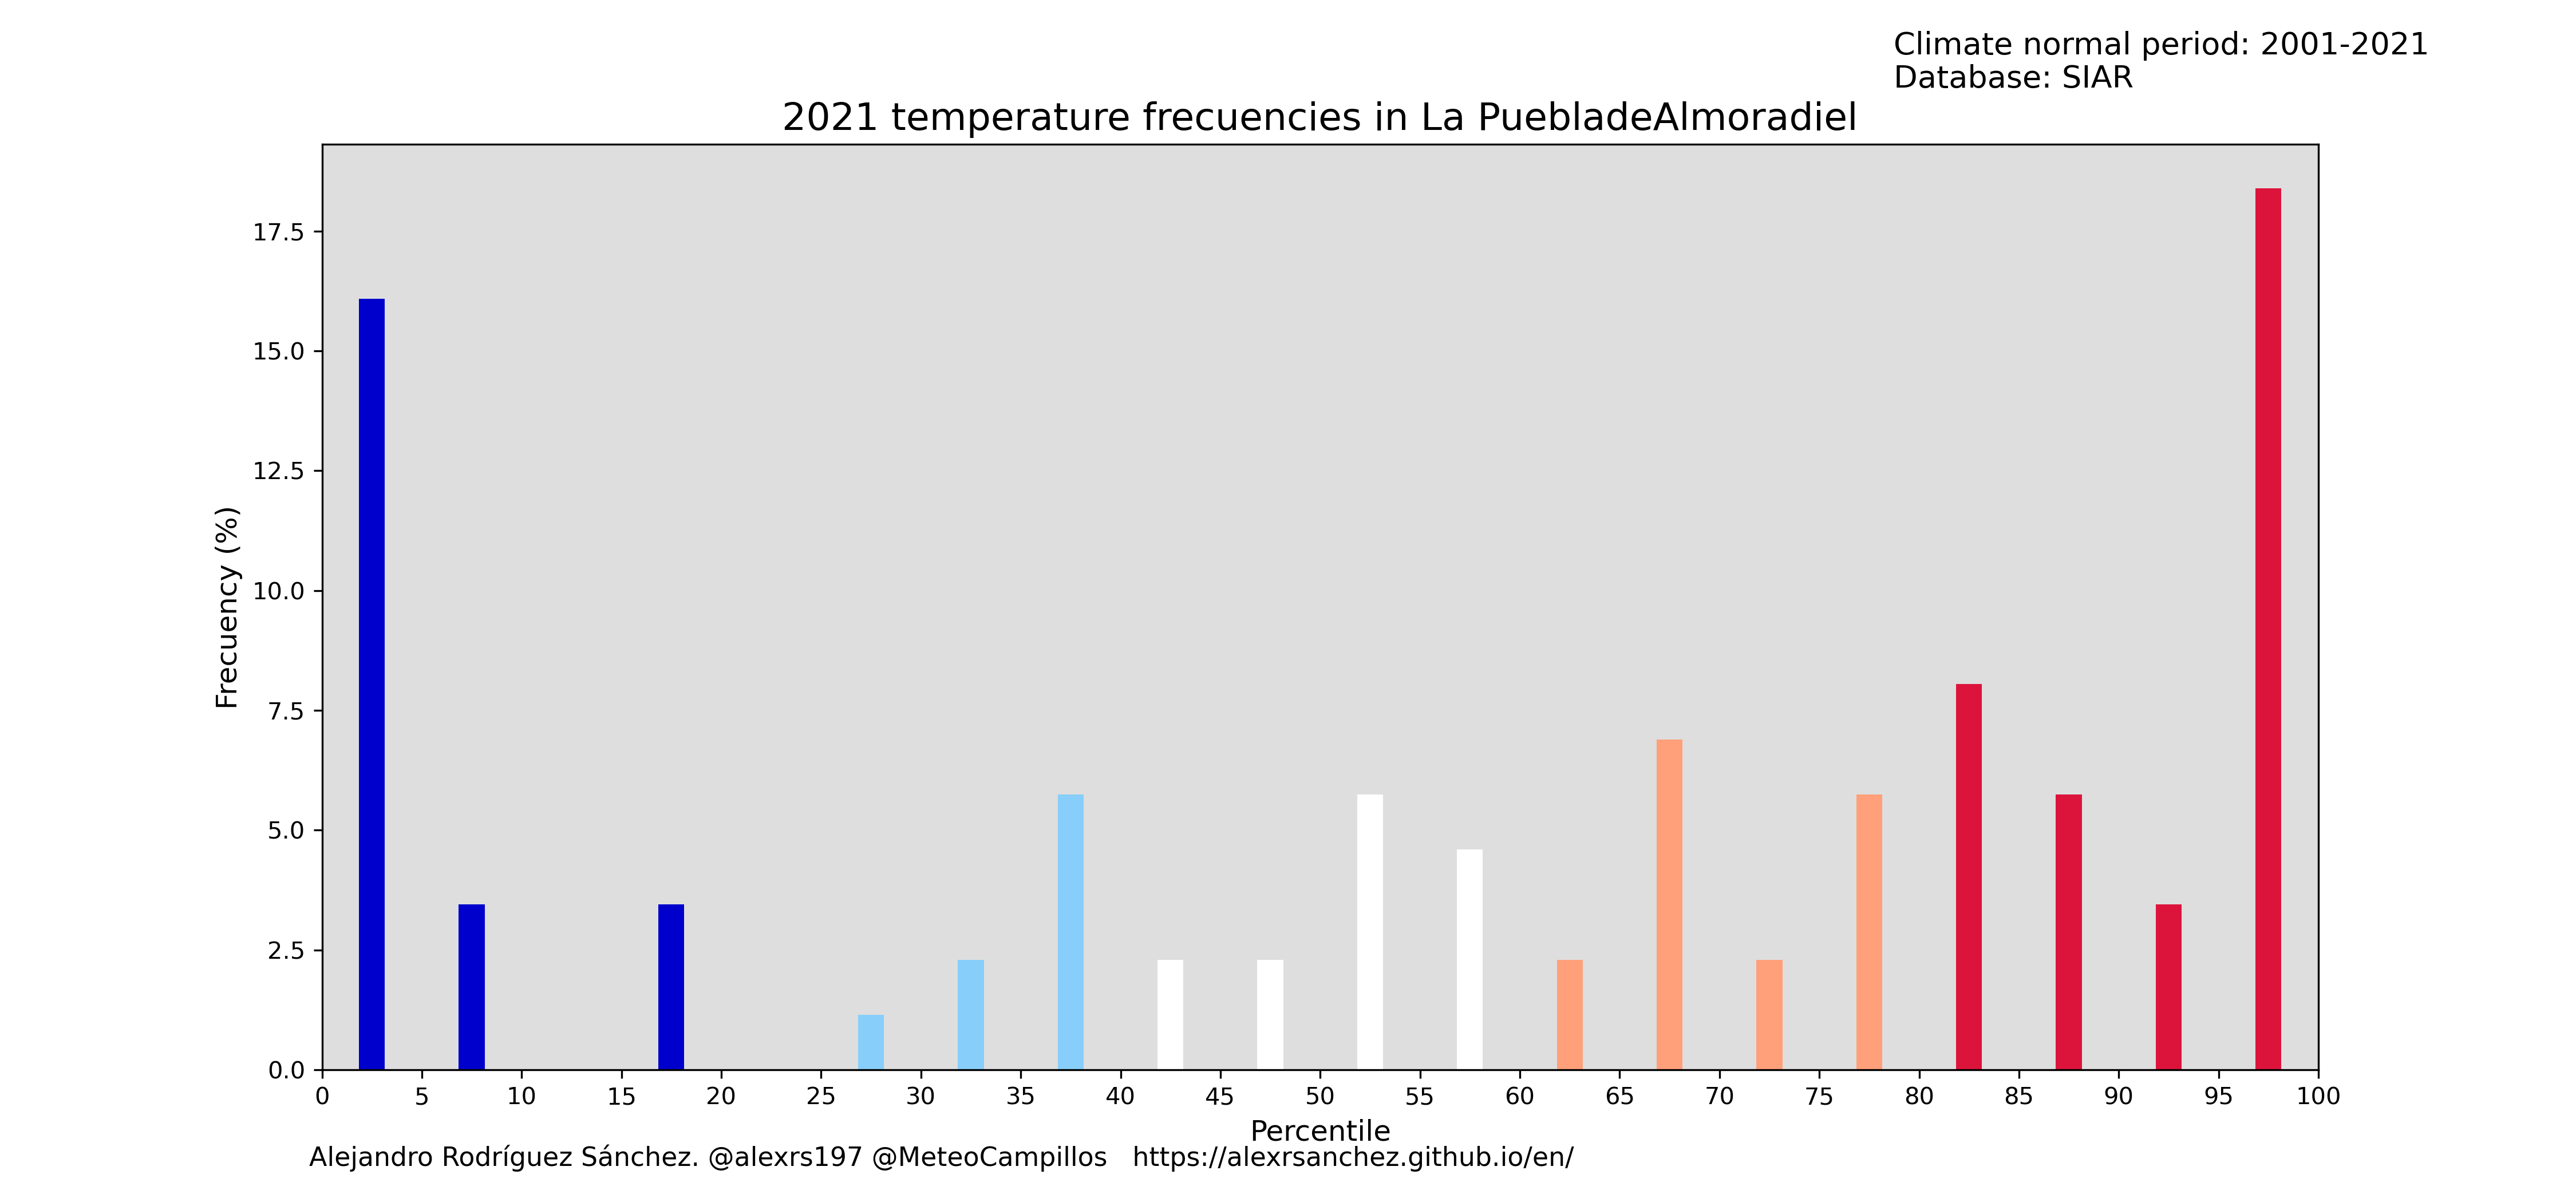 Climate normal period: 2001-2021
Database: SIAR
2021 temperature frecuencies in La PuebladeAlmoradiel
Frecuency (%)
17.5
15.0
12.5
10.0
7.5
5.0
2.5
0.0
0 5 10 15 20 25 30 35 40 45 50 55 60 65 70 75 80 85 90 95 100
Percentile
Alejandro Rodríguez Sánchez. @alexrs197 @MeteoCampillos https://alexrsanchez.github.io/en/